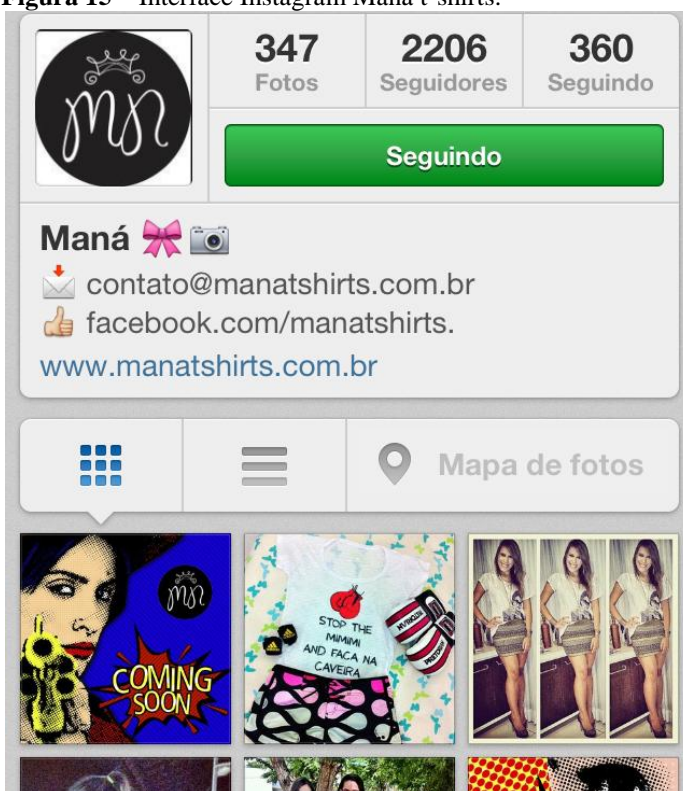 Figura 15 – Interface Instagram Maná t-shirts.
347
Fotos
2206
Seguidores
360
Seguindo
Seguindo
Maná
contato@manatshirts.com.br
facebook.com/manatshirts.
www.manatshirts.com.br
Mapa de fotos
COMING
SOON
STOP THE
MIMIMI
AND FACA NA
CAVEIRA